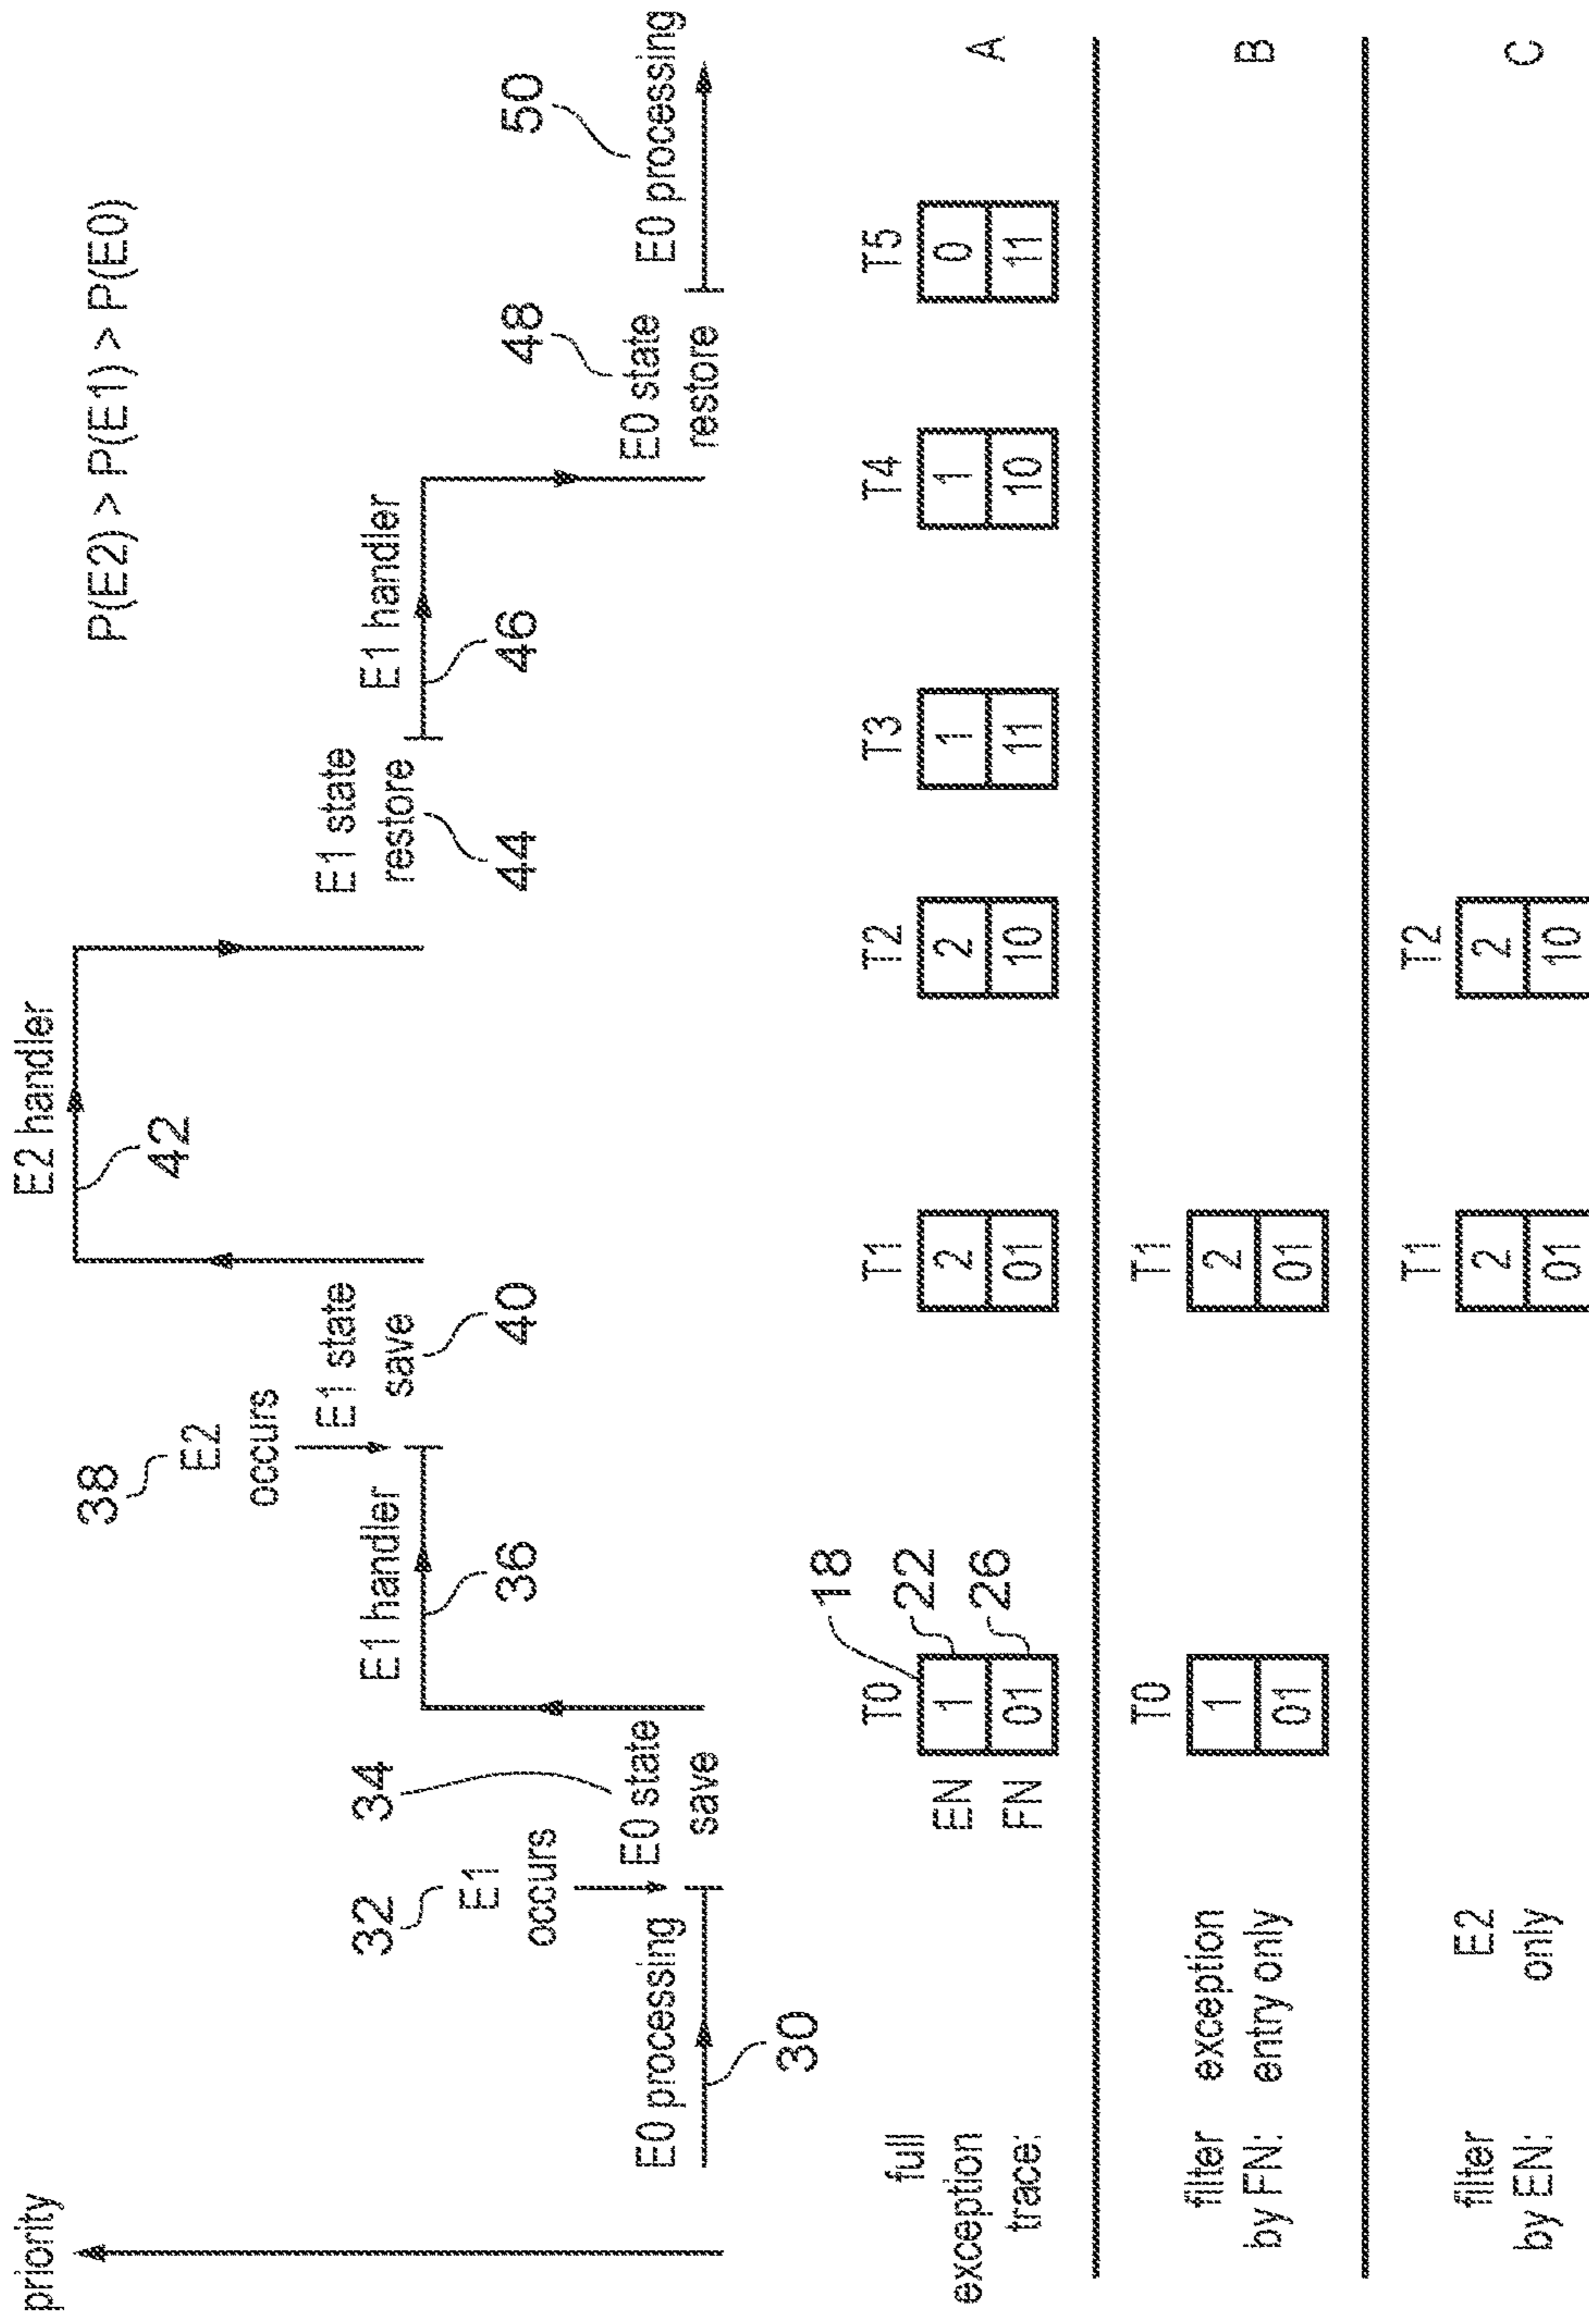 priority
P(E2) > P(E1) > P(E0)
E2 handler
42
38
E2
occurs
E1 state
save
40
E1 state
restore
44
E1 handler
36
E1 handler
46
32
E1
occurs
34
E0 state
save
E0 processing
30
48
E0 state
restore
50
E0 processing
full
exception
trace:
EN
FN
T0
1
01
18
22
26
T1
2
01
T2
2
10
T3
1
11
T4
1
10
T5
0
11
A
filter exception
by FN: entry only
T0
1
01
T1
2
01
B
filter E2
by EN: only
T1
2
01
T2
2
10
C